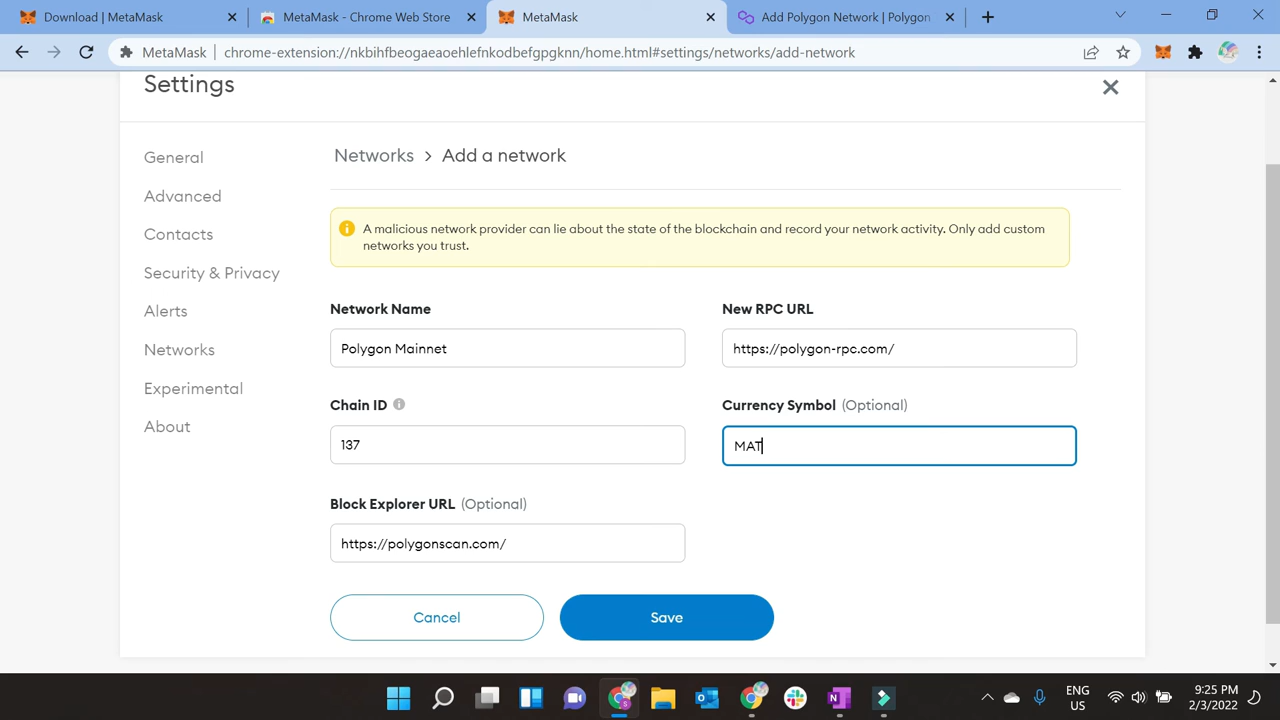 Download | MetaMask
MetaMask - Chrome Web Store
MetaMask
Add Polygon Network | Polygon
MetaMask
chrome-extension://nkbihfbeogaeaoehlefnkodbefgpgknn/home.html#settings/networks/add-network
Settings
General
Advanced
Contacts
Security & Privacy
Alerts
Networks
Experimental
About
Networks > Add a network
A malicious network provider can lie about the state of the blockchain and record your network activity. Only add custom
networks you trust.
Network Name
New RPC URL
Polygon Mainnet
https://polygon-rpc.com/
Chain ID
Currency Symbol (Optional)
137
MAT
Block Explorer URL (Optional)
https://polygonscan.com/
Cancel
Save
ENG
US
9:25 PM
2/3/2022